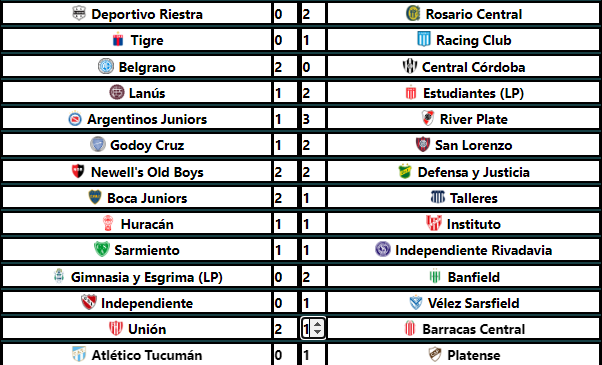 Deportivo Riestra 0 2 Rosario Central
Tigre 0 1 Racing Club
Belgrano 2 0 Central Córdoba
Lanús 1 2 Estudiantes (LP)
Argentinos Juniors 1 3 River Plate
Godoy Cruz 1 2 San Lorenzo
Newell's Old Boys 2 2 Defensa y Justicia
Boca Juniors 2 1 Talleres
Huracán 1 1 Instituto
Sarmiento 1 1 Independiente Rivadavia
Gimnasia y Esgrima (LP) 0 2 Banfield
Independiente 0 1 Vélez Sarsfield
Unión 2 1 Barracas Central
Atlético Tucumán 0 1 Platense